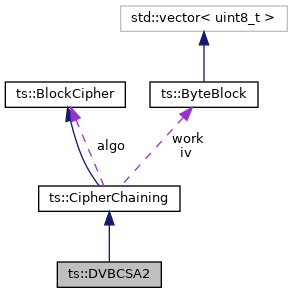 std::vector< uint8_t >
ts::BlockCipher
ts::ByteBlock
algo
work
iv
ts::CipherChaining
ts::DVBCSA2